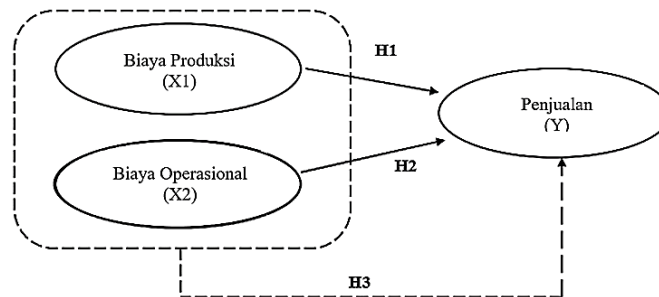 Biaya Produksi
(X1)
H1
Penjualan
(Y)
Biaya Operasional
(X2)
H2
H3